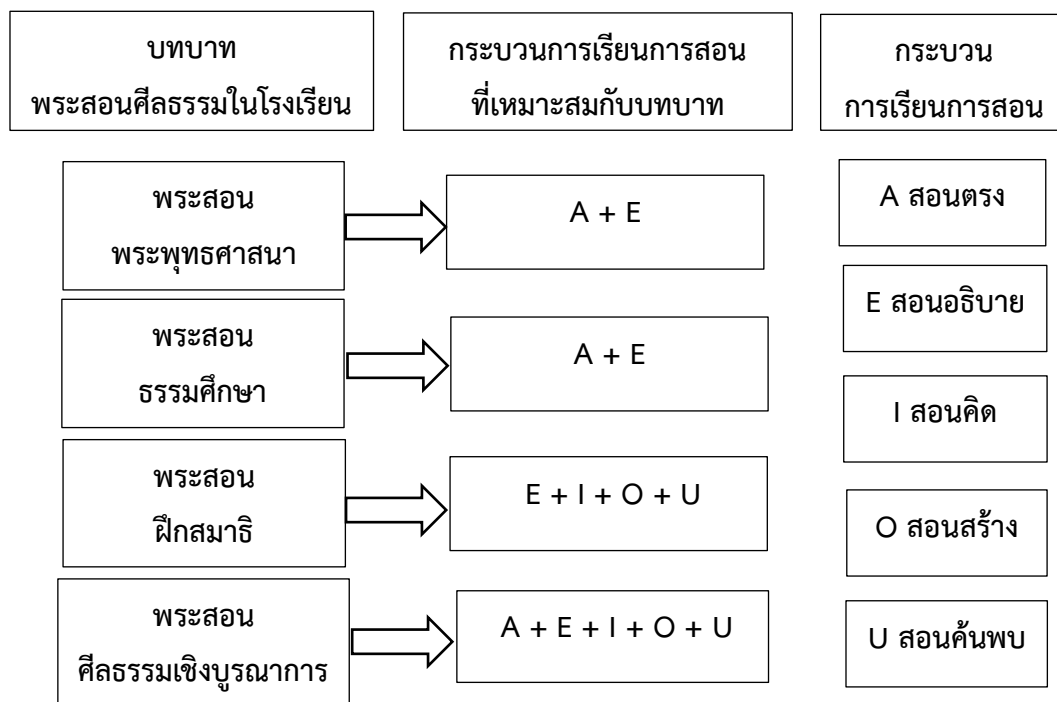 บทบาท
พระสอนศีลธรรมในโรงเรียน
กระบวนการเรียนการสอน
ที่เหมาะสมกับบทบาท
กระบวน
การเรียนการสอน
พระสอน
พระพุทธศาสนา
A + E
A สอนตรง
พระสอน
ธรรมศึกษา
A + E
E สอนอธิบาย
I สอนคิด
พระสอน
ฝึกสมาธิ
E + I + O + U
O สอนสร้าง
พระสอน
ศีลธรรมเชิงบูรณาการ
A + E + I + O + U
U สอนค้นพบ